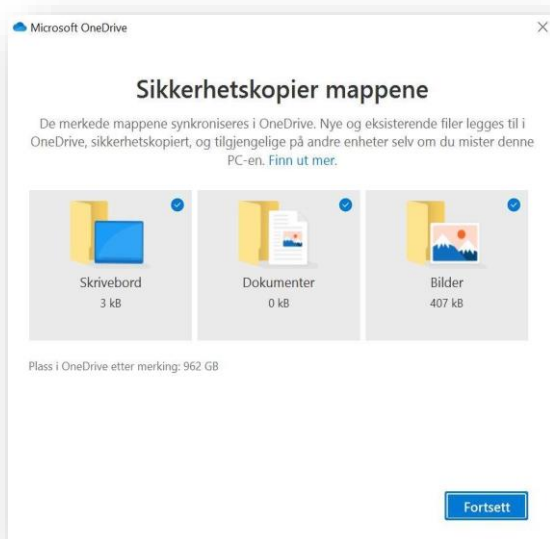 Microsoft OneDrive
Sikkerhetskopier mappene
De merkede mappene synkroniseres i OneDrive. Nye og eksisterende filer legges til i
OneDrive, sikkerhetskopiert, og tilgjengelige på andre enheter selv om du mister denne
PC-en. Finn ut mer.
Skrivebord
3 kB
Dokumenter
0 kB
Bilder
407 kB
Plass i OneDrive etter merking: 962 GB
Fortsett